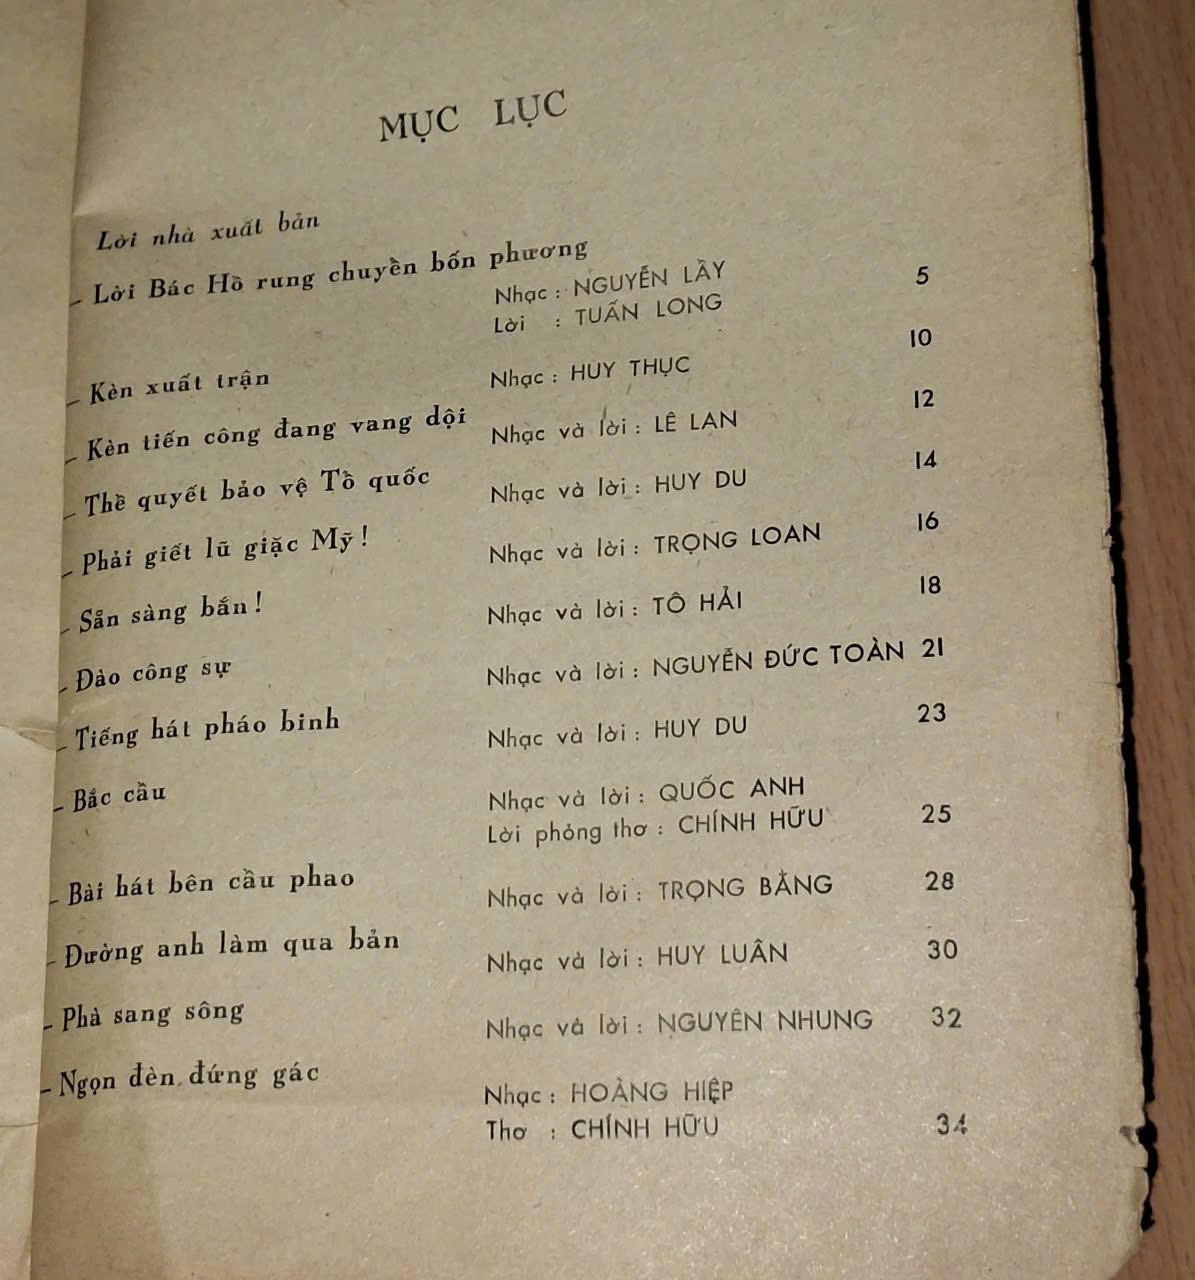 MỤC LỤC
Lời nhà xuất bản
- Lời Bác Hồ rung chuyển bốn phương
Nhạc : NGUYỄN LẦY 5
Lời : TUẤN LONG
- Kèn xuất trận Nhạc : HUY THỤC 10
- Kèn tiến công đang vang dội Nhạc và lời : LÊ LAN 12
- Thề quyết bảo vệ Tổ quốc Nhạc và lời : HUY DU 14
- Phải giết lũ giặc Mỹ ! Nhạc và lời : TRỌNG LOAN 16
- Sẵn sàng bắn ! Nhạc và lời : TÔ HẢI 18
- Đào công sự Nhạc và lời : NGUYỄN ĐỨC TOÀN 21
- Tiếng hát pháo binh Nhạc và lời : HUY DU 23
- Bắc cầu Nhạc và lời : QUỐC ANH
Lời phỏng thơ : CHÍNH HỮU 25
- Bài hát bên cầu phao Nhạc và lời : TRỌNG BẰNG 28
- Đường anh làm qua bản Nhạc và lời : HUY LUÂN 30
- Phà sang sông Nhạc và lời : NGUYÊN NHUNG 32
- Ngọn đèn đứng gác Nhạc : HOÀNG HIỆP
Thơ : CHÍNH HỮU 34